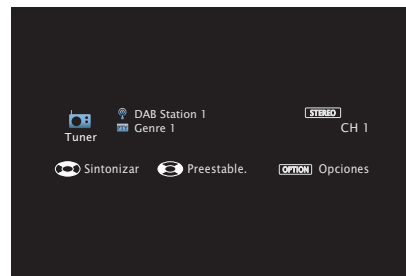 DAB Station 1 STEREO
Genre 1 CH 1
Tuner
Sintonizar Preestable. OPTION Opciones